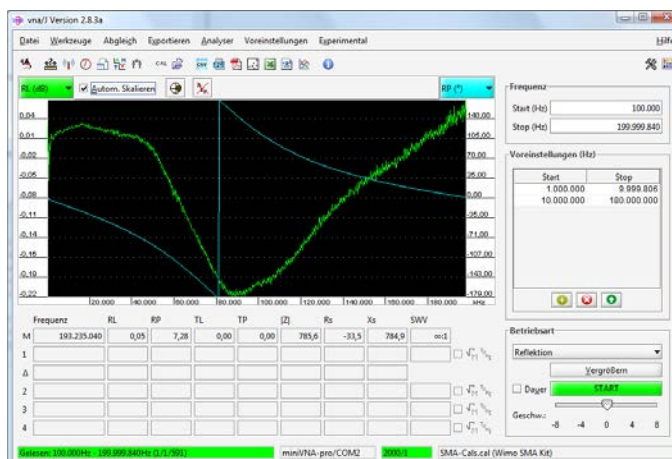 vna/J Version 2.8.3a
Datei Werkzeuge Abgleich Exportieren Analyser Voreinstellungen Experimental Hilfe
RL (dB) Autom. Skalieren RP (°)
0,04 140,00
0,01 105,00
-0,02 70,00
-0,05 35,00
-0,08 0,00
-0,11 -35,00
-0,14 -71,00
-0,16 -107,00
-0,19 -143,00
-0,22 -179,00
20.000 40.000 60.000 80.000 100.000 120.000 140.000 160.000 180.000
Frequenz RL RP TL TP |Z| Rs Xs SWV
M 193.235.040 0,05 7,28 0,00 0,00 785,6 -33,5 784,9 ∞:1
1
Δ
2
3
4
Frequenz
Start (Hz) 100.000
Stop (Hz) 199.999.840
Voreinstellungen (Hz)
Start Stop
1.000.000 9.999.806
10.000.000 180.000.000
Betriebsart
Reflektion
Vergrößern
Dauer START
Geschw.:
-8 -4 0 4 8
Gelesen: 100.000Hz - 199.999.840Hz (1/1/591) miniVNA-pro/COM2 2000/1 SMA-Cals.cal (Wimo SMA Kit)